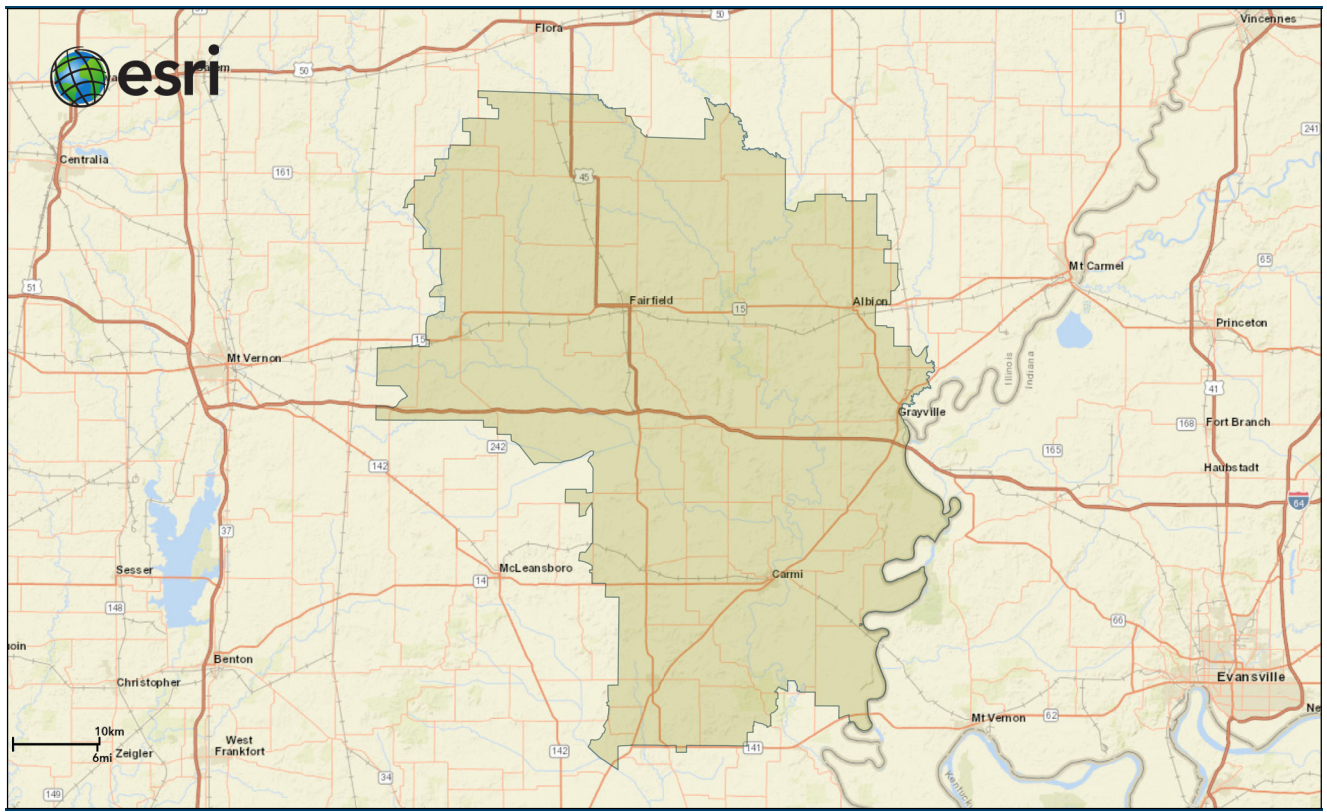 Vincennes
50
1
Flora
esri
Salem
50
241
Centralia
161
45
Mt Carmel
65
51
Fairfield
15
Albion
Princeton
15
Mt Vernon
Illinois
Indiana
41
Grayville
168
Fort Branch
242
165
142
Haubstadt
64
37
McLeansboro
Carmi
Sesser
14
148
66
Benton
Christopher
Evansville
Mt Vernon
62
10km
6mi
Zeigler
West
Frankfort
142
141
34
149